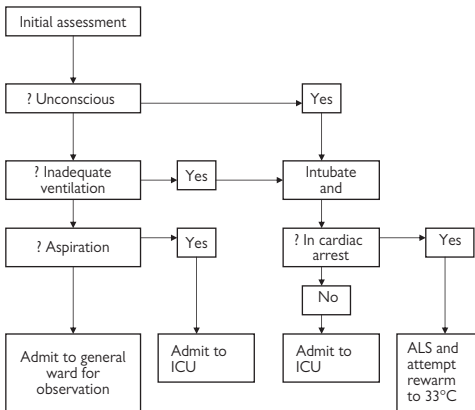 Initial assessment
? Unconscious
Yes
? Inadequate
ventilation
Yes
Intubate
and
? Aspiration
Yes
? In cardiac
arrest
Yes
No
Admit to general
ward for
observation
Admit to
ICU
Admit to
ICU
ALS and
attempt
rewarm
to 33°C